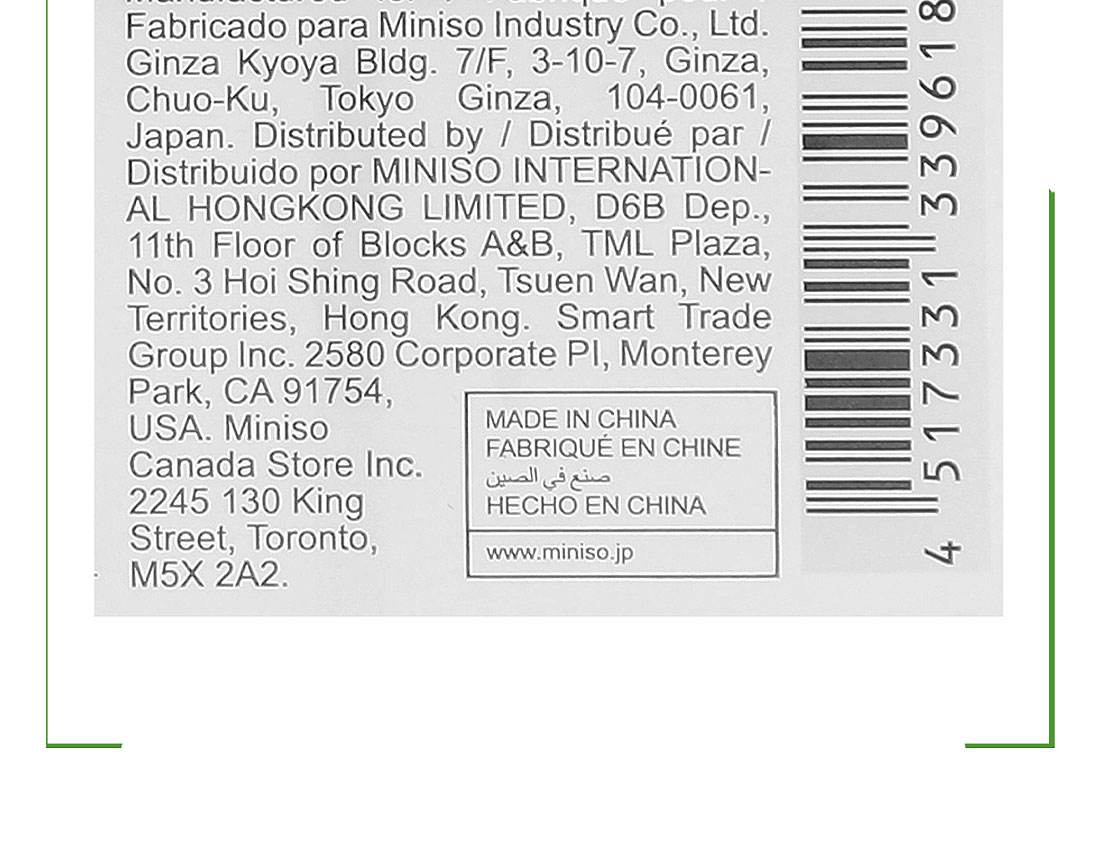 Fabricado para Miniso Industry Co., Ltd.
Ginza Kyoya Bldg. 7/F, 3-10-7, Ginza,
Chuo-Ku, Tokyo Ginza, 104-0061,
Japan. Distributed by / Distribué par /
Distribuido por MINISO INTERNATION-
AL HONGKONG LIMITED, D6B Dep.,
11th Floor of Blocks A&B, TML Plaza,
No. 3 Hoi Shing Road, Tsuen Wan, New
Territories, Hong Kong. Smart Trade
Group Inc. 2580 Corporate Pl, Monterey
Park, CA 91754,
USA. Miniso
Canada Store Inc.
2245 130 King
Street, Toronto,
M5X 2A2.
MADE IN CHINA
FABRIQUÉ EN CHINE
صنع في الصين
HECHO EN CHINA
www.miniso.jp
4 517331 339618